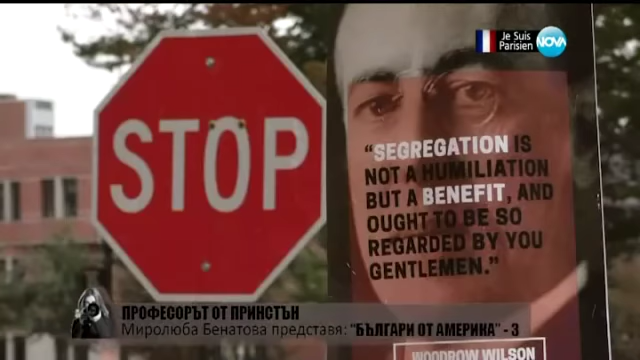 Je Suis
Parisien
NOVA
STOP
"SEGREGATION IS
NOT A HUMILIATION
BUT A BENEFIT, AND
OUGHT TO BE SO
REGARDED BY YOU
GENTLEMEN."
WOODROW WILSON
ПРОФЕСОРЪТ ОТ ПРИНСТЪН
Миролюба Бенатова представя: "БЪЛГАРИ ОТ АМЕРИКА" - 3